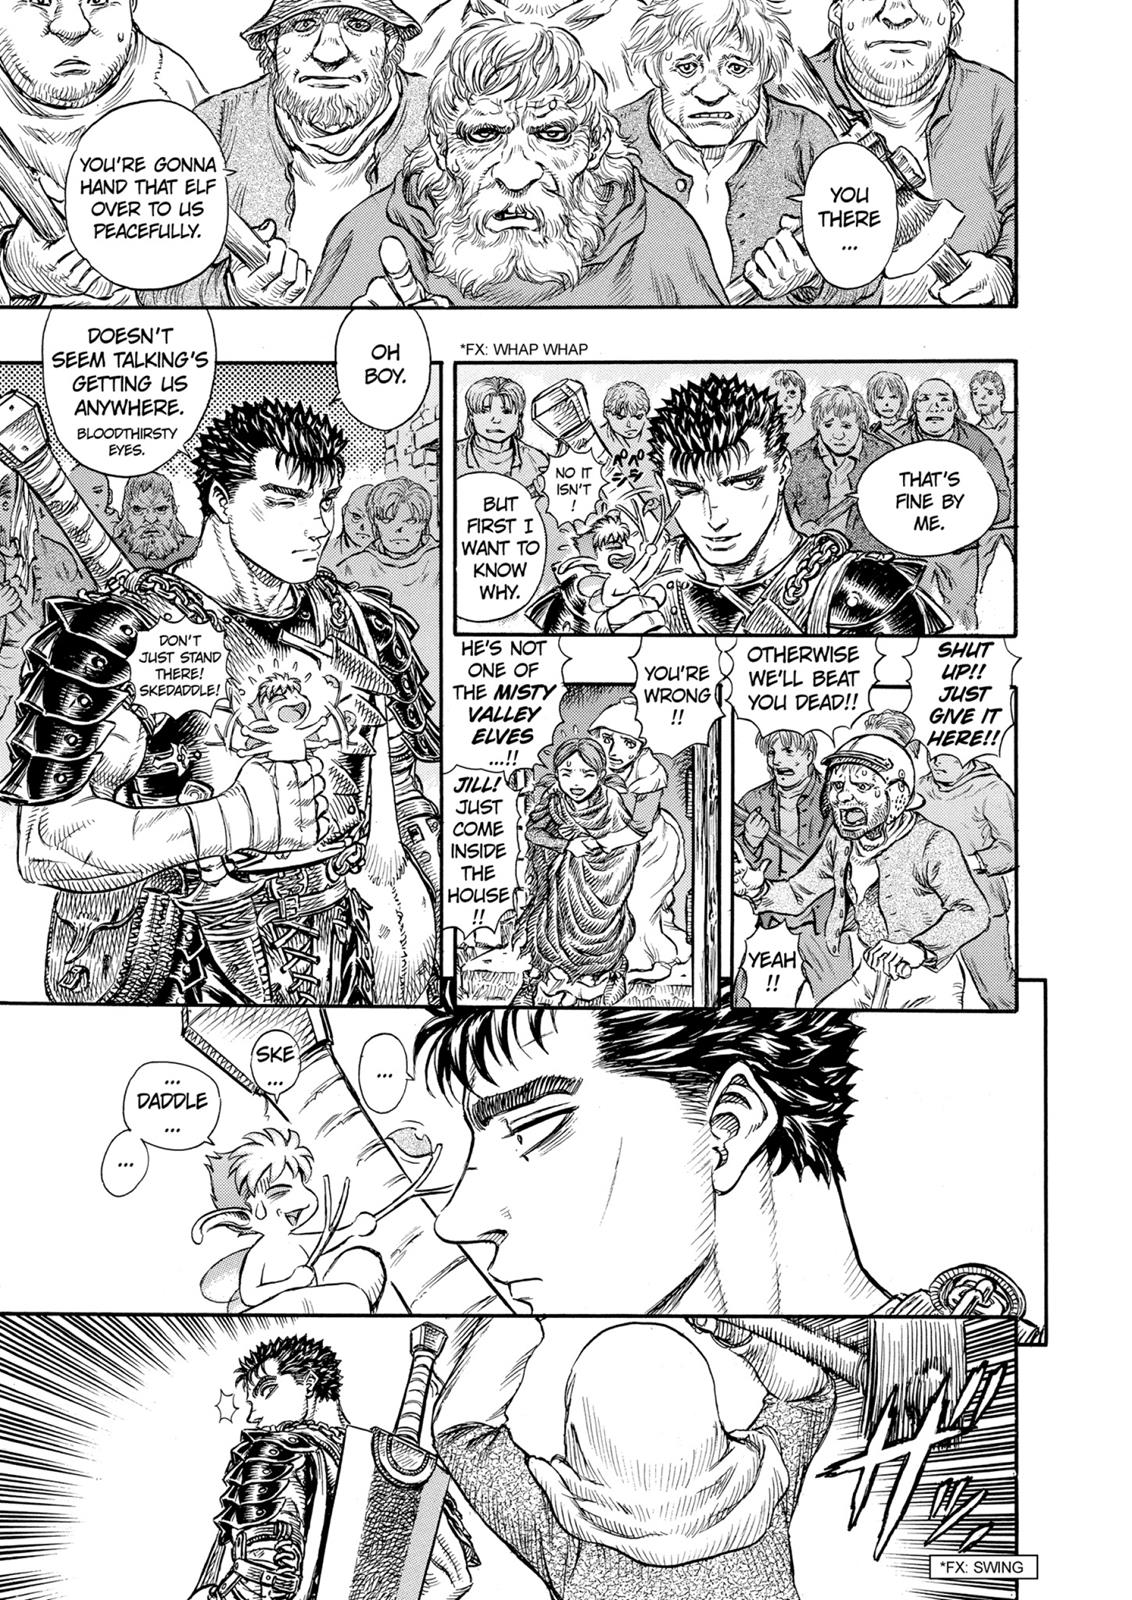 YOU
THERE
...
YOU'RE GONNA
HAND THAT ELF
OVER TO US
PEACEFULLY.
*FX: WHAP WHAP
THAT'S
FINE BY
ME.
NO IT
ISN'T
!
BUT
FIRST I
WANT TO
KNOW
WHY.
SHUT
UP!!
JUST
GIVE IT
HERE!!
OTHERWISE
WE'LL BEAT
YOU DEAD!!
YEAH
!!
YOU'RE
WRONG
!!
HE'S NOT
ONE OF
THE MISTY
VALLEY
ELVES
...!!
JILL!
JUST
COME
INSIDE
THE
HOUSE
!!
OH
BOY.
DOESN'T
SEEM TALKING'S
GETTING US
ANYWHERE.
BLOODTHIRSTY
EYES.
DON'T
JUST STAND
THERE!
SKEDADDLE!
...
SKE
...
...
DADDLE
...
...
*FX: SWING